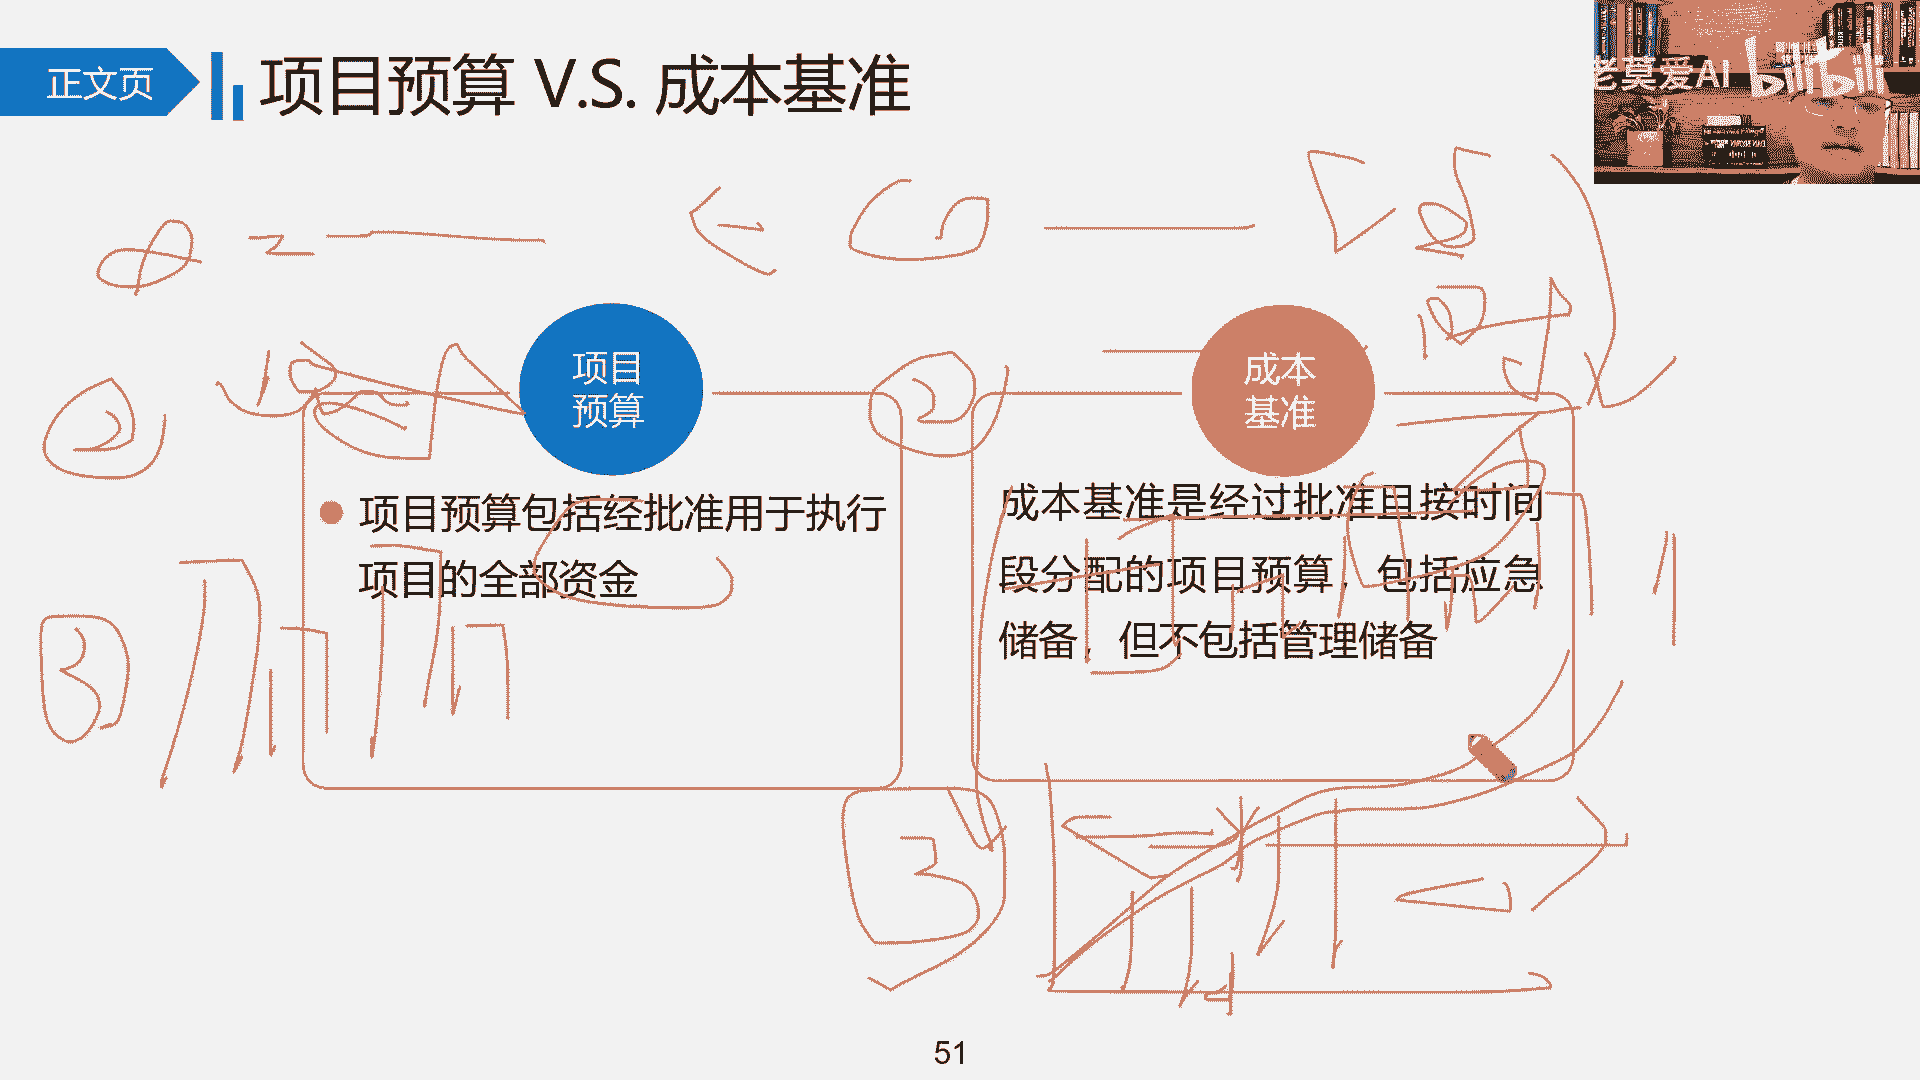 正文页
项目预算 V.S. 成本基准
老莫爱AI bilibili
项目
预算
项目预算包括经批准用于执行
项目的全部资金
成本
基准
成本基准是经过批准且按时间
段分配的项目预算，包括应急
储备，但不包括管理储备
2
2
3
3
51